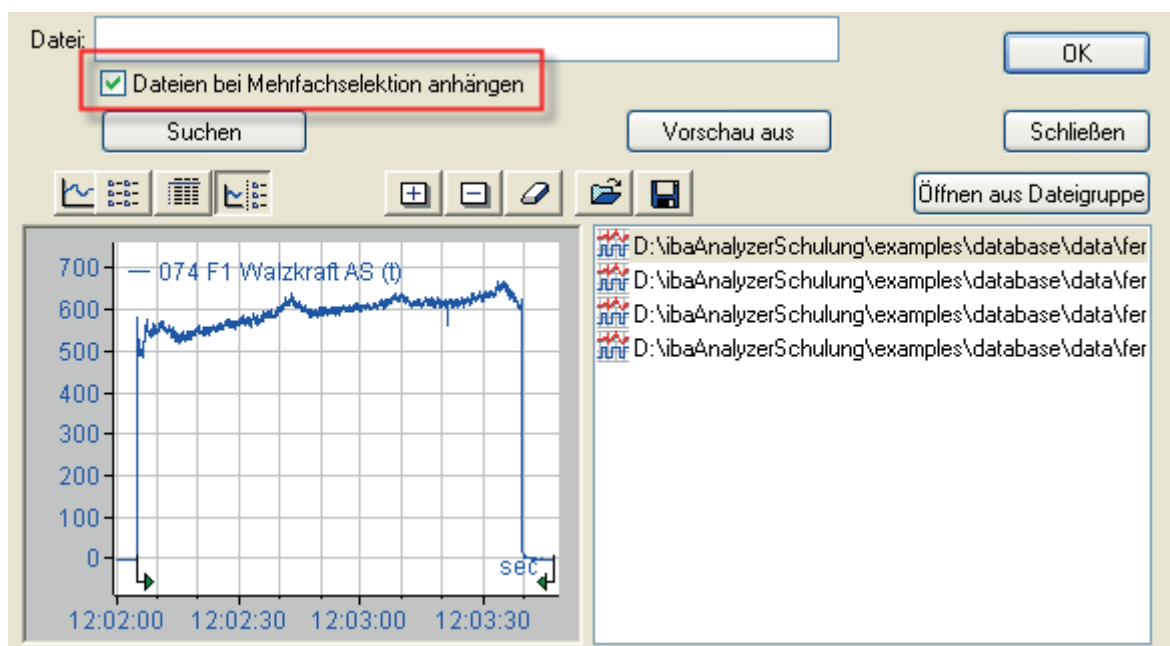 Datei:
OK
Dateien bei Mehrfachselektion anhängen
Suchen
Vorschau aus
Schließen
Öffnen aus Dateigruppe
074 F1 Walzkraft AS (t)
700
600
500
400
300
200
100
0
sec
12:02:00 12:02:30 12:03:00 12:03:30
D:\ibaAnalyzerSchulung\examples\database\data\fer
D:\ibaAnalyzerSchulung\examples\database\data\fer
D:\ibaAnalyzerSchulung\examples\database\data\fer
D:\ibaAnalyzerSchulung\examples\database\data\fer